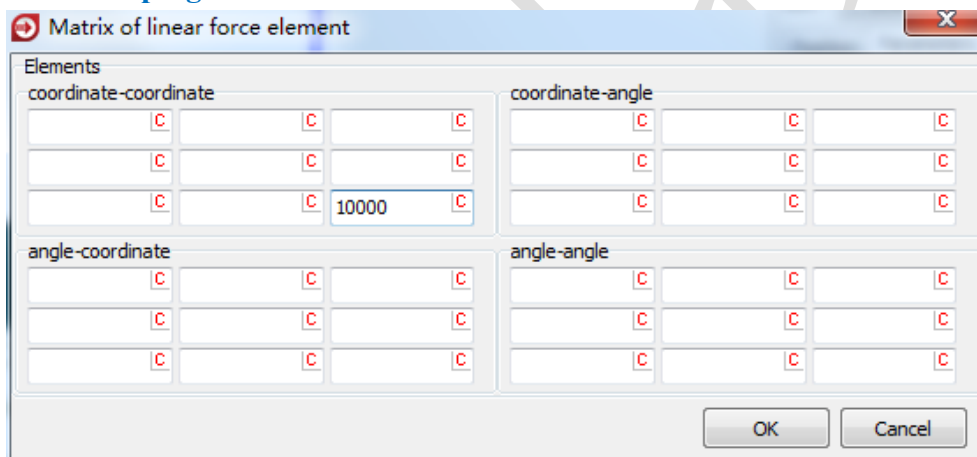 Matrix of linear force element
X
Elements
coordinate-coordinate coordinate-angle
C C C C C C
C C C C C C
C C 10000 C C C C
angle-coordinate angle-angle
C C C C C C
C C C C C C
C C C C C C
OK Cancel